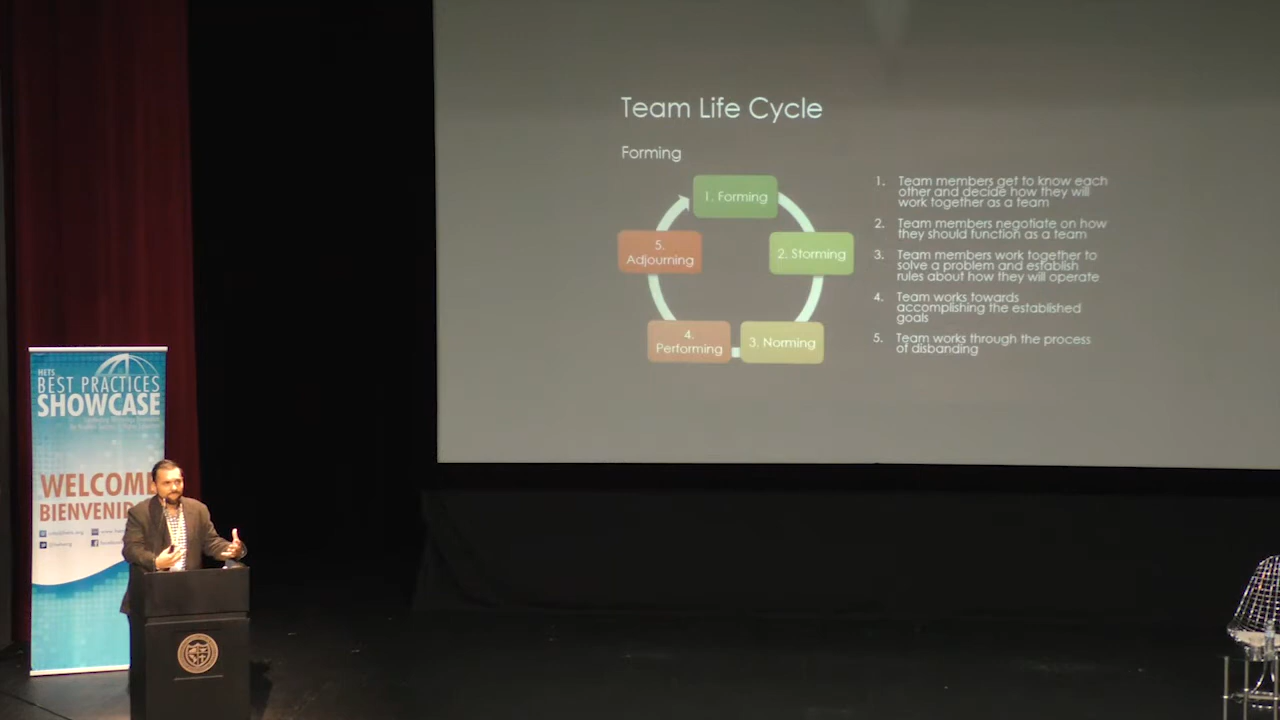 Team Life Cycle
Forming
1. Forming
2. Storming
3. Norming
4.
Performing
5.
Adjourning
1. Team members get to know each
other and decide how they will
work together as a team
2. Team members negotiate on how
they should function as a team
3. Team members work together to
solve a problem and establish
rules about how they will operate
4. Team works towards
accomplishing the established
goals
5. Team works through the process
of disbanding
HETS
BEST PRACTICES
SHOWCASE
WELCOM
BIENVENID